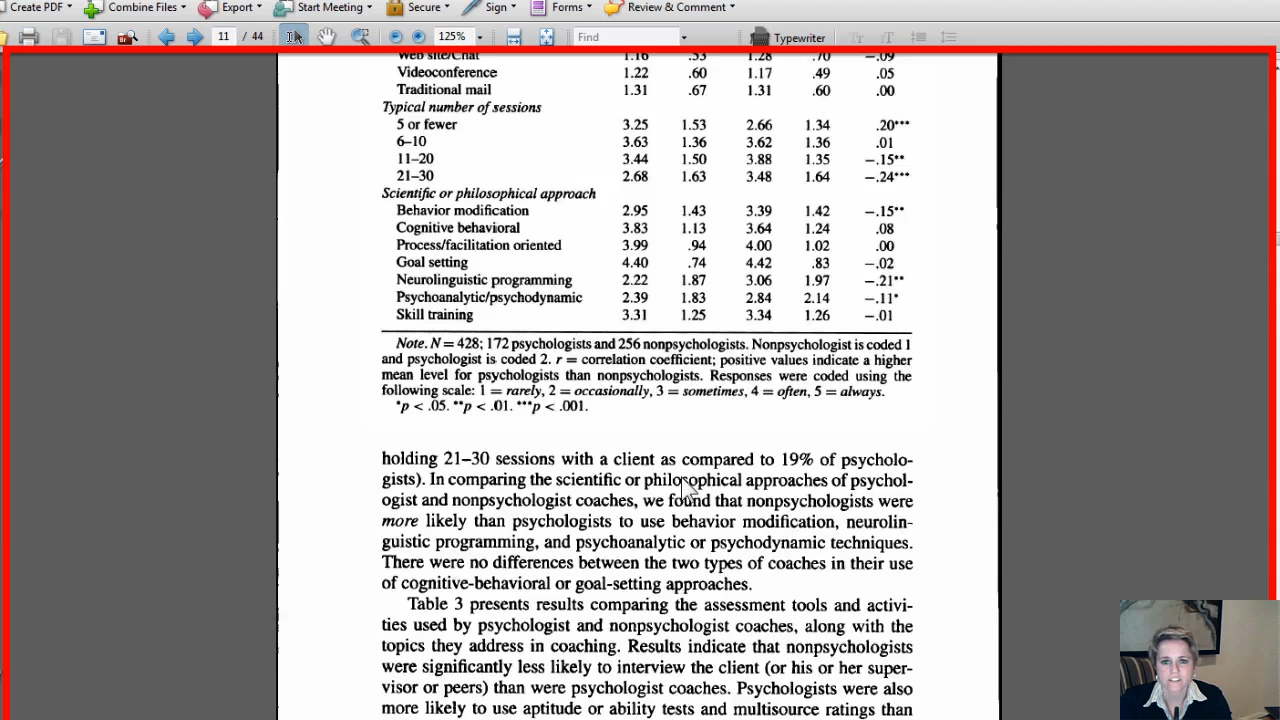 Create PDF Combine Files Export Start Meeting Secure Sign Forms Review & Comment
11 / 44 125% Find Typewriter
Web site/Chat 1.16 .53 1.28 .70 −.09
Videoconference 1.22 .60 1.17 .49 .05
Traditional mail 1.31 .67 1.31 .60 .00
Typical number of sessions
5 or fewer 3.25 1.53 2.66 1.34 .20***
6–10 3.63 1.36 3.62 1.36 .01
11–20 3.44 1.50 3.88 1.35 −.15**
21–30 2.68 1.63 3.48 1.64 −.24***
Scientific or philosophical approach
Behavior modification 2.95 1.43 3.39 1.42 −.15**
Cognitive behavioral 3.83 1.13 3.64 1.24 .08
Process/facilitation oriented 3.99 .94 4.00 1.02 .00
Goal setting 4.40 .74 4.42 .83 −.02
Neurolinguistic programming 2.22 1.87 3.06 1.97 −.21**
Psychoanalytic/psychodynamic 2.39 1.83 2.84 2.14 −.11*
Skill training 3.31 1.25 3.34 1.26 −.01
Note. N = 428; 172 psychologists and 256 nonpsychologists. Nonpsychologist is coded 1
and psychologist is coded 2. r = correlation coefficient; positive values indicate a higher
mean level for psychologists than nonpsychologists. Responses were coded using the
following scale: 1 = rarely, 2 = occasionally, 3 = sometimes, 4 = often, 5 = always.
*p < .05. **p < .01. ***p < .001.
holding 21–30 sessions with a client as compared to 19% of psycholo-
gists). In comparing the scientific or philosophical approaches of psychol-
ogist and nonpsychologist coaches, we found that nonpsychologists were
more likely than psychologists to use behavior modification, neurolin-
guistic programming, and psychoanalytic or psychodynamic techniques.
There were no differences between the two types of coaches in their use
of cognitive-behavioral or goal-setting approaches.
Table 3 presents results comparing the assessment tools and activi-
ties used by psychologist and nonpsychologist coaches, along with the
topics they address in coaching. Results indicate that nonpsychologists
were significantly less likely to interview the client (or his or her super-
visor or peers) than were psychologist coaches. Psychologists were also
more likely to use aptitude or ability tests and multisource ratings than